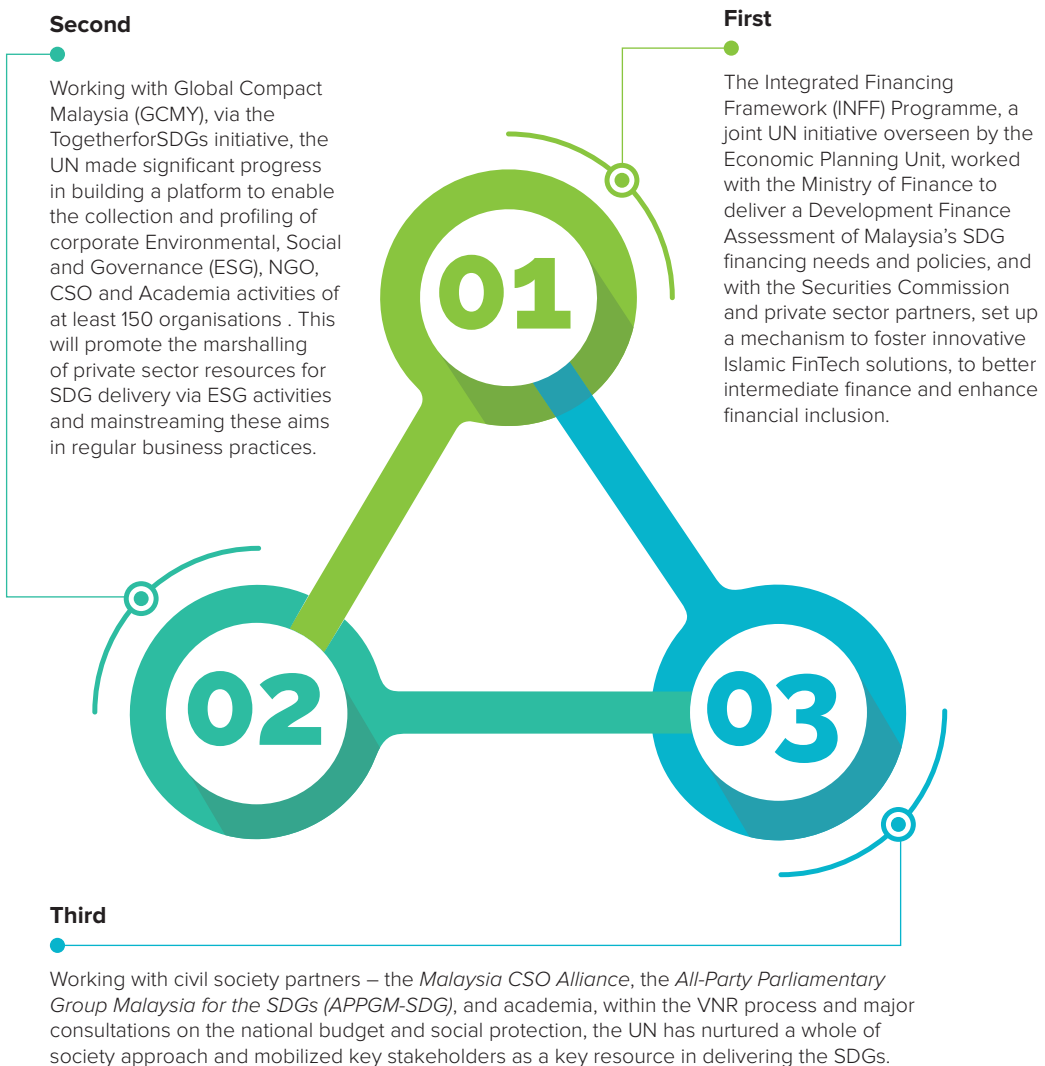 First
The Integrated Financing
Framework (INFF) Programme, a
joint UN initiative overseen by the
Economic Planning Unit, worked
with the Ministry of Finance to
deliver a Development Finance
Assessment of Malaysia's SDG
financing needs and policies, and
with the Securities Commission
and private sector partners, set up
a mechanism to foster innovative
Islamic FinTech solutions, to better
intermediate finance and enhance
financial inclusion.
Second
Working with Global Compact
Malaysia (GCMY), via the
TogetherforSDGs initiative, the
UN made significant progress
in building a platform to enable
the collection and profiling of
corporate Environmental, Social
and Governance (ESG), NGO,
CSO and Academia activities of
at least 150 organisations . This
will promote the marshalling
of private sector resources for
SDG delivery via ESG activities
and mainstreaming these aims
in regular business practices.
01
02
03
Third
Working with civil society partners – the Malaysia CSO Alliance, the All-Party Parliamentary
Group Malaysia for the SDGs (APPGM-SDG), and academia, within the VNR process and major
consultations on the national budget and social protection, the UN has nurtured a whole of
society approach and mobilized key stakeholders as a key resource in delivering the SDGs.